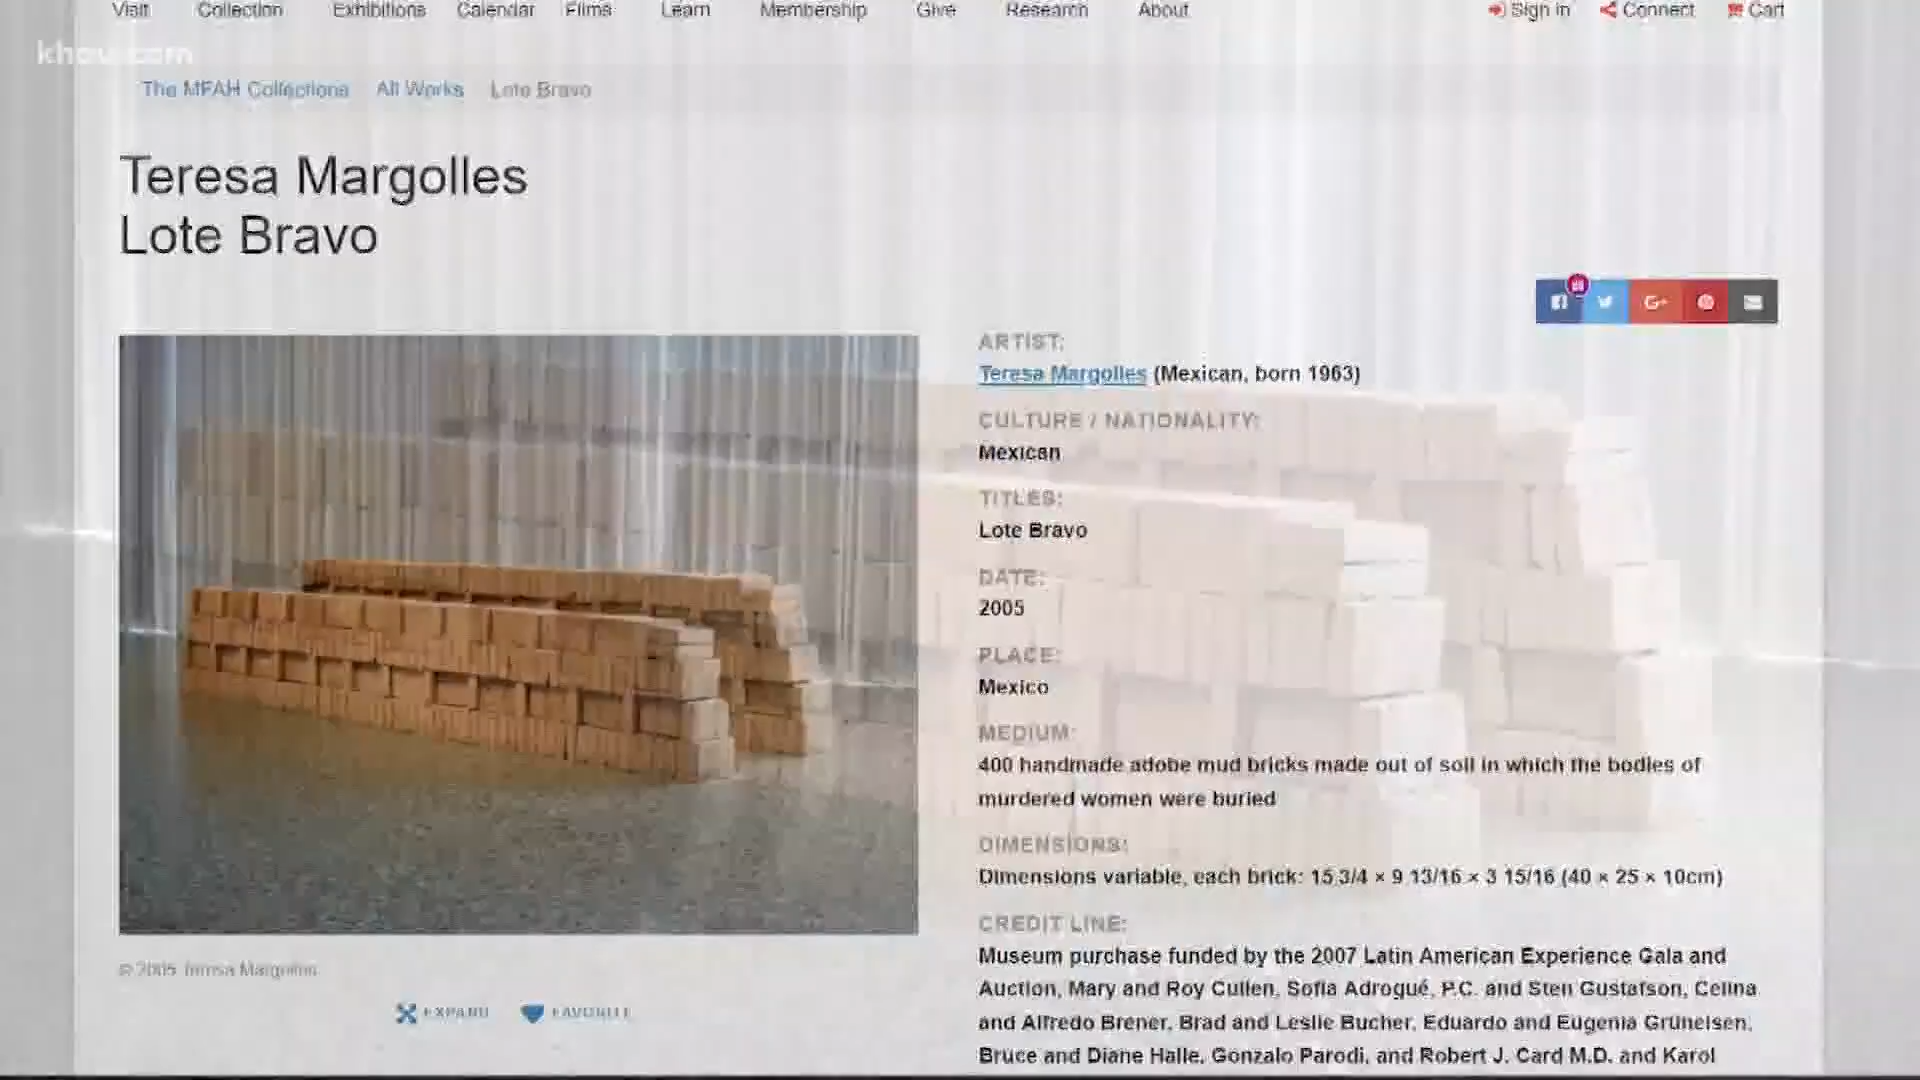 Visit Collection Exhibitions Calendar Films Learn Membership Give Research About Sign In Connect Cart
khou.com
The MFAH Collections All Works Lote Bravo
Teresa Margolles
Lote Bravo
ARTIST:
Teresa Margolles (Mexican, born 1963)
CULTURE / NATIONALITY:
Mexican
TITLES:
Lote Bravo
DATE:
2005
PLACE:
Mexico
MEDIUM:
400 handmade adobe mud bricks made out of soil in which the bodies of
murdered women were buried
DIMENSIONS:
Dimensions variable, each brick: 15 3/4 × 9 13/16 × 3 15/16 (40 × 25 × 10cm)
CREDIT LINE:
Museum purchase funded by the 2007 Latin American Experience Gala and
Auction, Mary and Roy Cullen, Sofia Adrogué, P.C. and Sten Gustafson, Celina
and Alfredo Brener, Brad and Leslie Bucher, Eduardo and Eugenia Grüneisen,
Bruce and Diane Halle, Gonzalo Parodi, and Robert J. Card M.D. and Karol
© 2005 Teresa Margolles
EXPAND FAVORITE